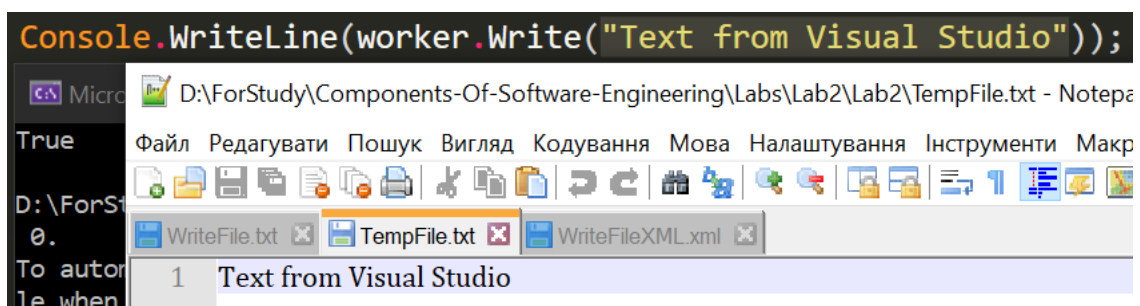 Console.WriteLine(worker.Write("Text from Visual Studio"));
Micro
D:\ForStudy\Components-Of-Software-Engineering\Labs\Lab2\Lab2\TempFile.txt - Notepa
True
Файл Редагувати Пошук Вигляд Кодування Мова Налаштування Інструменти Макр
D:\ForSt
WriteFile.txt TempFile.txt WriteFileXML.xml
0.
To autom
1 Text from Visual Studio
le when